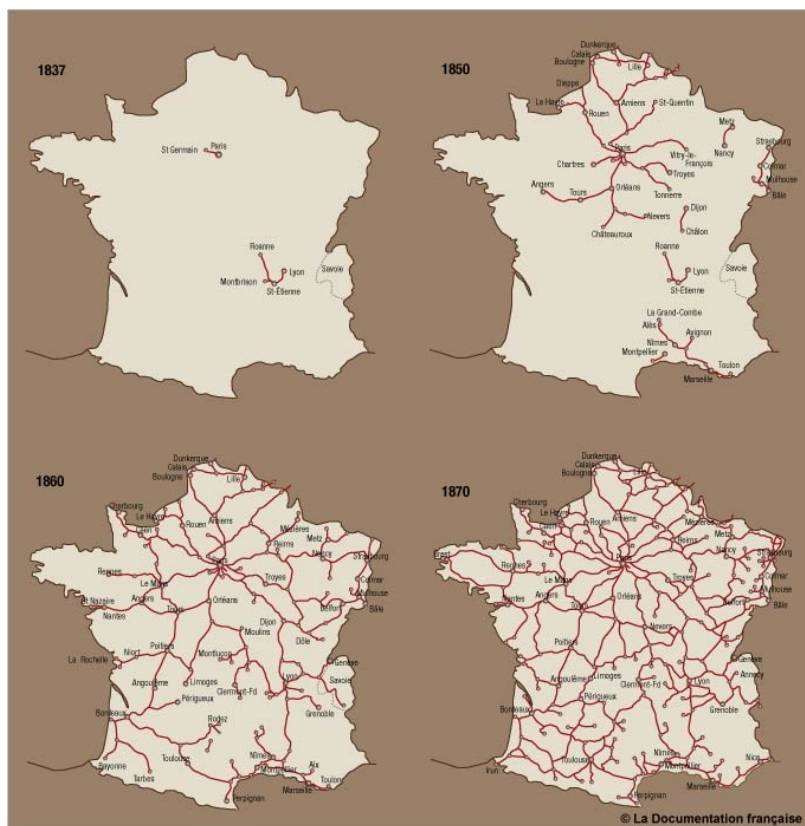 1837
St Germain
Paris
Roanne
Montbrison
Lyon
St-Étienne
Savoie
1850
Dunkerque
Calais
Boulogne
Lille
Dieppe
Le Havre
Rouen
Amiens
St-Quentin
Metz
Nancy
Strasbourg
Colmar
Mulhouse
Bâle
Paris
Vitry-le-
François
Chartres
Troyes
Tonnerre
Angers
Tours
Orléans
Nevers
Châteauroux
Dijon
Châlon
Roanne
Lyon
St-Étienne
Savoie
La Grand-Combe
Alès
Avignon
Nîmes
Montpellier
Toulon
Marseille
1860
Dunkerque
Calais
Boulogne
Lille
Cherbourg
Le Havre
Caen
Rouen
Amiens
Mézières
Reims
Metz
Nancy
Strasbourg
Paris
Rennes
Le Mans
Troyes
Colmar
Mulhouse
Bâle
Belfort
St Nazaire
Angers
Nantes
Tours
Orléans
Dijon
Dôle
Moulins
Poitiers
Niort
La Rochelle
Montluçon
Genève
Angoulême
Limoges
Clermont-Fd
Lyon
Savoie
Périgueux
Grenoble
Bordeaux
Rodez
Bayonne
Tarbes
Toulouse
Nîmes
Montpellier
Aix
Marseille
Toulon
Perpignan
1870
Dunkerque
Calais
Boulogne
Lille
Cherbourg
Le Havre
Caen
Rouen
Amiens
Mézières
Reims
Metz
Nancy
Strasbourg
Paris
Brest
Rennes
Le Mans
Troyes
Colmar
Mulhouse
Bâle
Belfort
Nantes
Angers
Tours
Orléans
Nevers
Poitiers
Genève
Annecy
Angoulême
Limoges
Clermont-Fd
Lyon
Périgueux
Grenoble
Bordeaux
Irun
Toulouse
Nîmes
Montpellier
Nice
Marseille
Perpignan
© La Documentation française